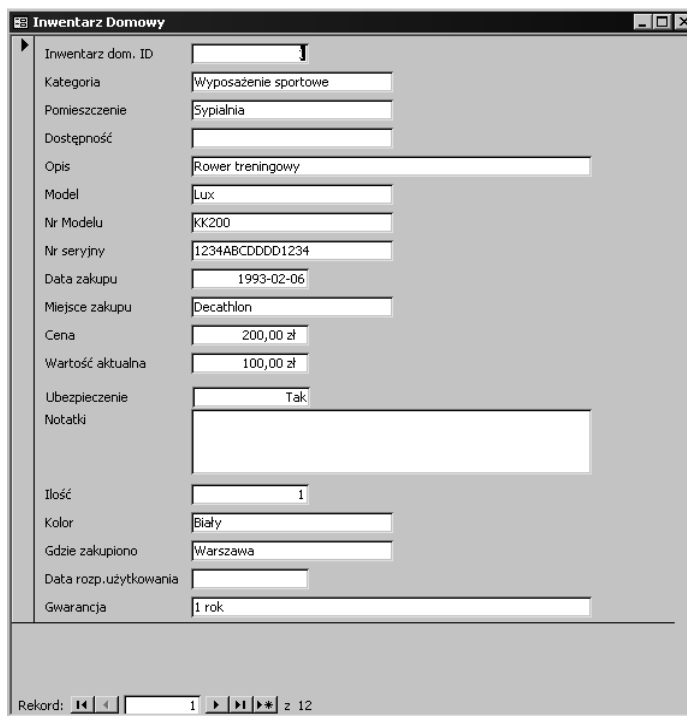 Inwentarz Domowy
Inwentarz dom. ID 1
Kategoria Wyposażenie sportowe
Pomieszczenie Sypialnia
Dostępność
Opis Rower treningowy
Model Lux
Nr Modelu KK200
Nr seryjny 1234ABCDDDD1234
Data zakupu 1993-02-06
Miejsce zakupu Decathlon
Cena 200,00 zł
Wartość aktualna 100,00 zł
Ubezpieczenie Tak
Notatki
Ilość 1
Kolor Biały
Gdzie zakupiono Warszawa
Data rozp.użytkowania
Gwarancja 1 rok
Rekord: 1 z 12